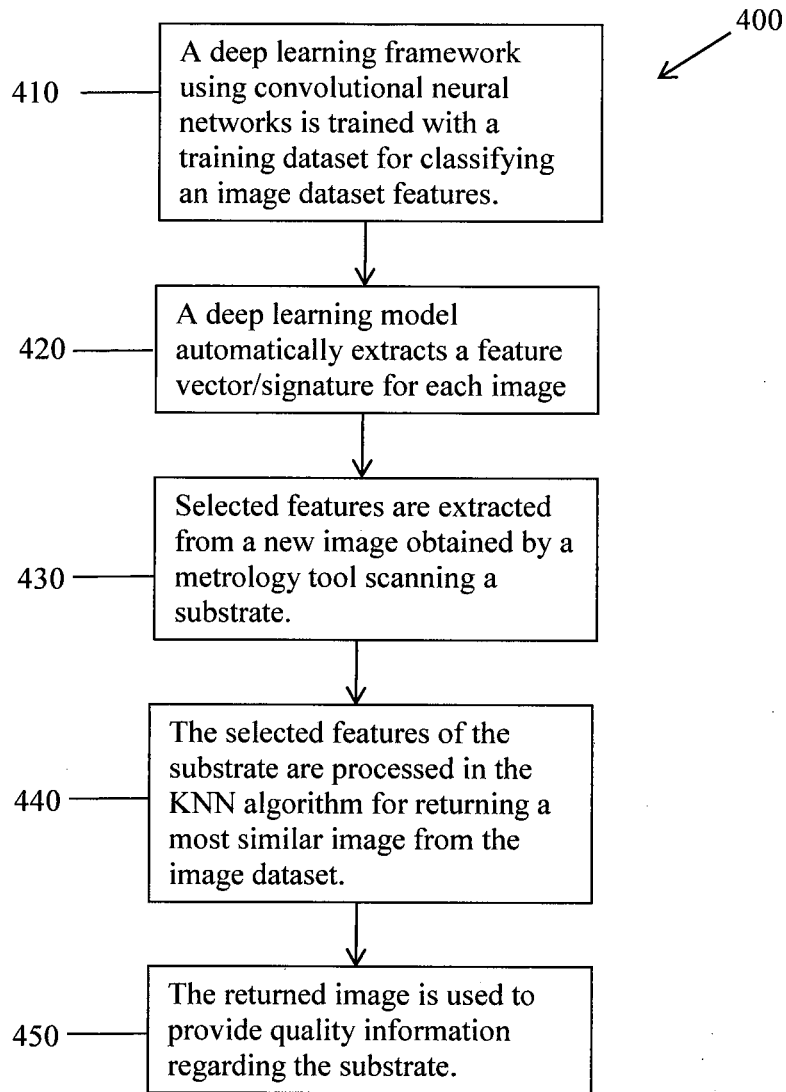 400
410
A deep learning framework
using convolutional neural
networks is trained with a
training dataset for classifying
an image dataset features.
420
A deep learning model
automatically extracts a feature
vector/signature for each image
430
Selected features are extracted
from a new image obtained by a
metrology tool scanning a
substrate.
440
The selected features of the
substrate are processed in the
KNN algorithm for returning a
most similar image from the
image dataset.
450
The returned image is used to
provide quality information
regarding the substrate.